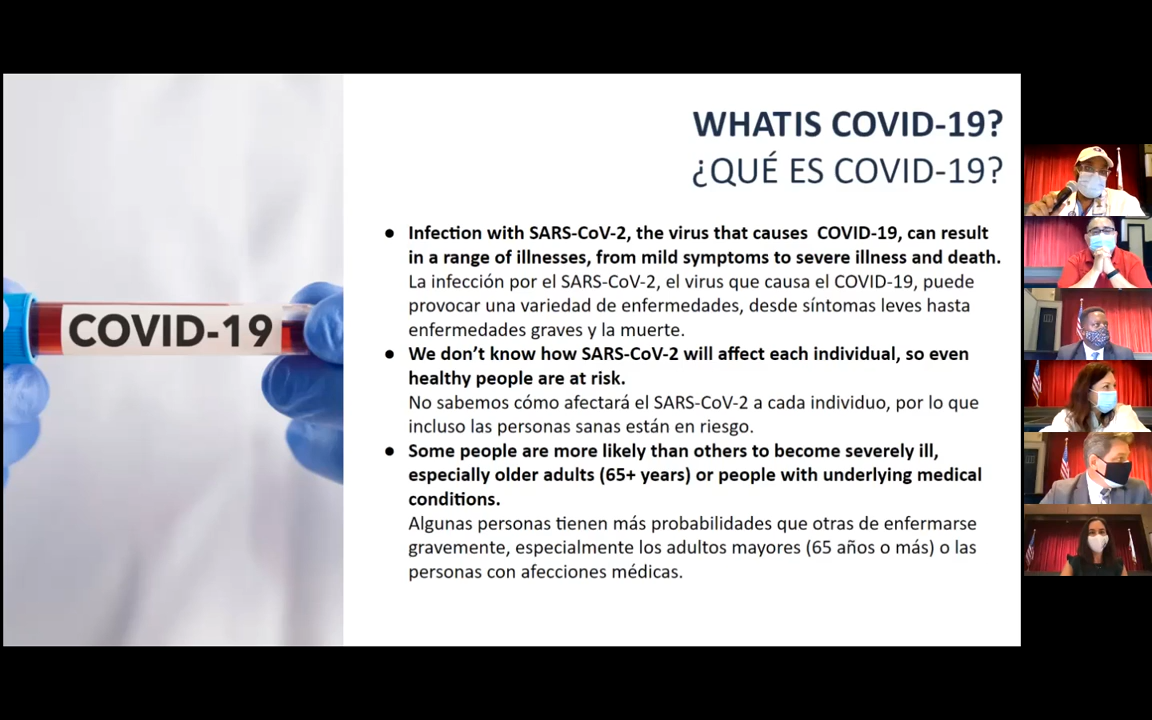 WHATIS COVID-19?
¿QUÉ ES COVID-19?
● Infection with SARS-CoV-2, the virus that causes  COVID-19, can result
in a range of illnesses, from mild symptoms to severe illness and death.
La infección por el SARS-CoV-2, el virus que causa el COVID-19, puede
provocar una variedad de enfermedades, desde síntomas leves hasta
enfermedades graves y la muerte.
● We don’t know how SARS-CoV-2 will affect each individual, so even
healthy people are at risk.
No sabemos cómo afectará el SARS-CoV-2 a cada individuo, por lo que
incluso las personas sanas están en riesgo.
● Some people are more likely than others to become severely ill,
especially older adults (65+ years) or people with underlying medical
conditions.
Algunas personas tienen más probabilidades que otras de enfermarse
gravemente, especialmente los adultos mayores (65 años o más) o las
personas con afecciones médicas.
COVID-19